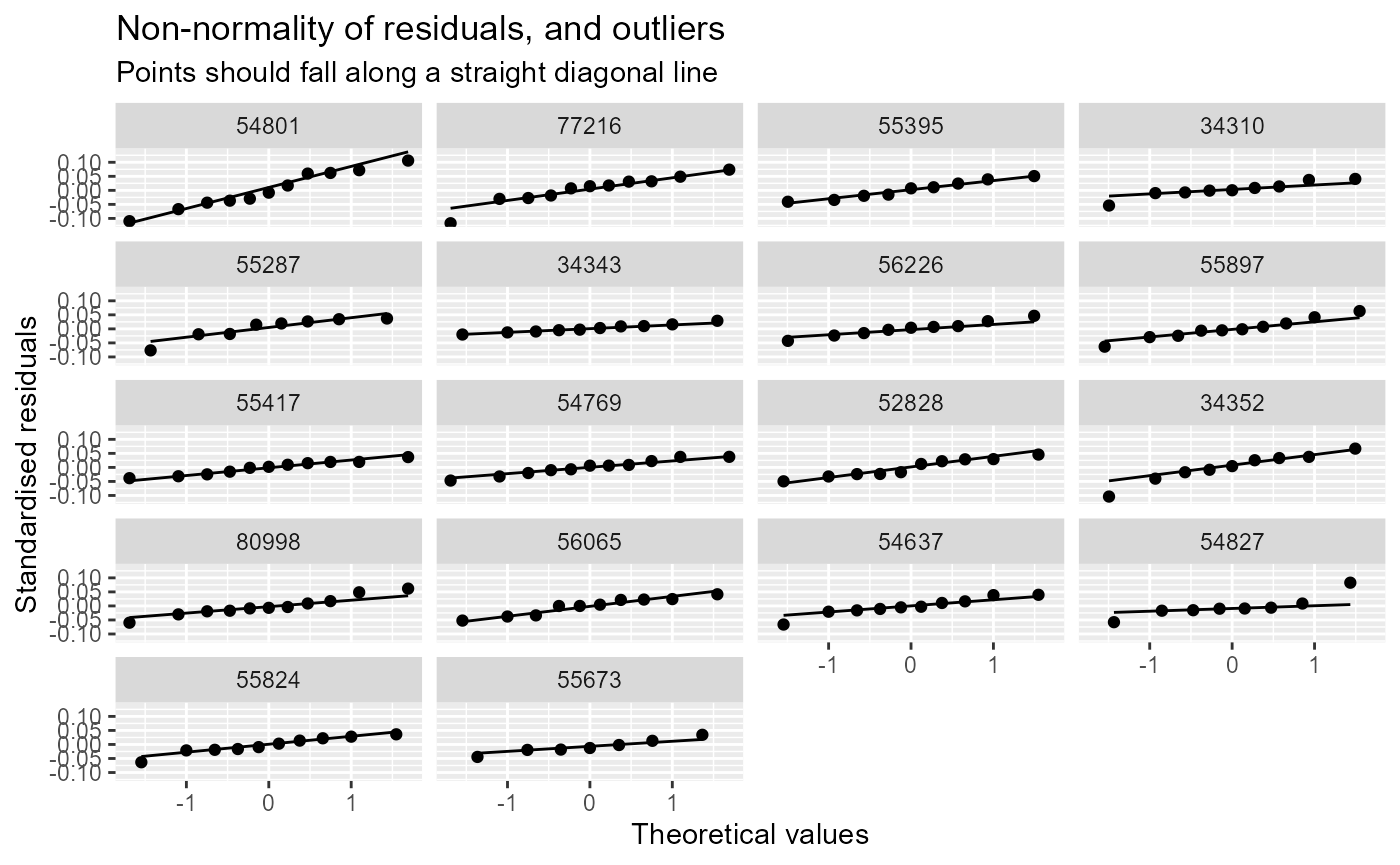 Non-normality of residuals, and outliers
Points should fall along a straight diagonal line
54801 77216 55395 34310
0.10
0.05
0.00
-0.05
-0.10
55287 34343 56226 55897
0.10
0.05
0.00
-0.05
-0.10
55417 54769 52828 34352
0.10
0.05
0.00
-0.05
-0.10
80998 56065 54637 54827
0.10
0.05
0.00
-0.05
-0.10
-1 0 1 -1 0 1
55824 55673
0.10
0.05
0.00
-0.05
-0.10
-1 0 1 -1 0 1
Standardised residuals
Theoretical values